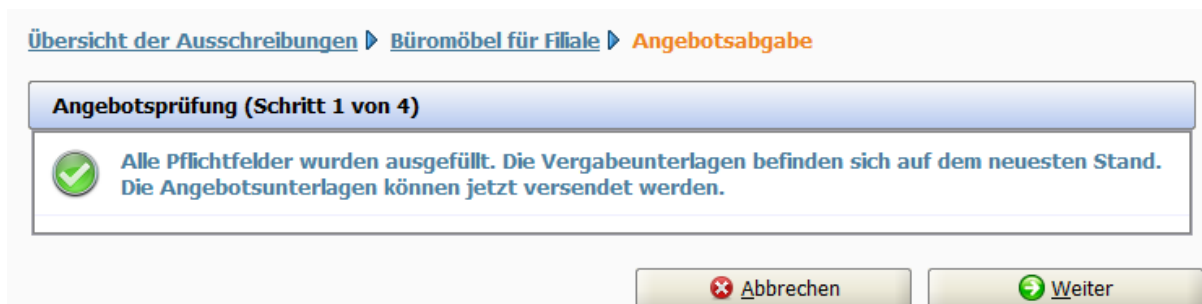 Übersicht der Ausschreibungen Büromöbel für Filiale Angebotsabgabe
Angebotsprüfung (Schritt 1 von 4)
Alle Pflichtfelder wurden ausgefüllt. Die Vergabeunterlagen befinden sich auf dem neuesten Stand.
Die Angebotsunterlagen können jetzt versendet werden.
Abbrechen Weiter